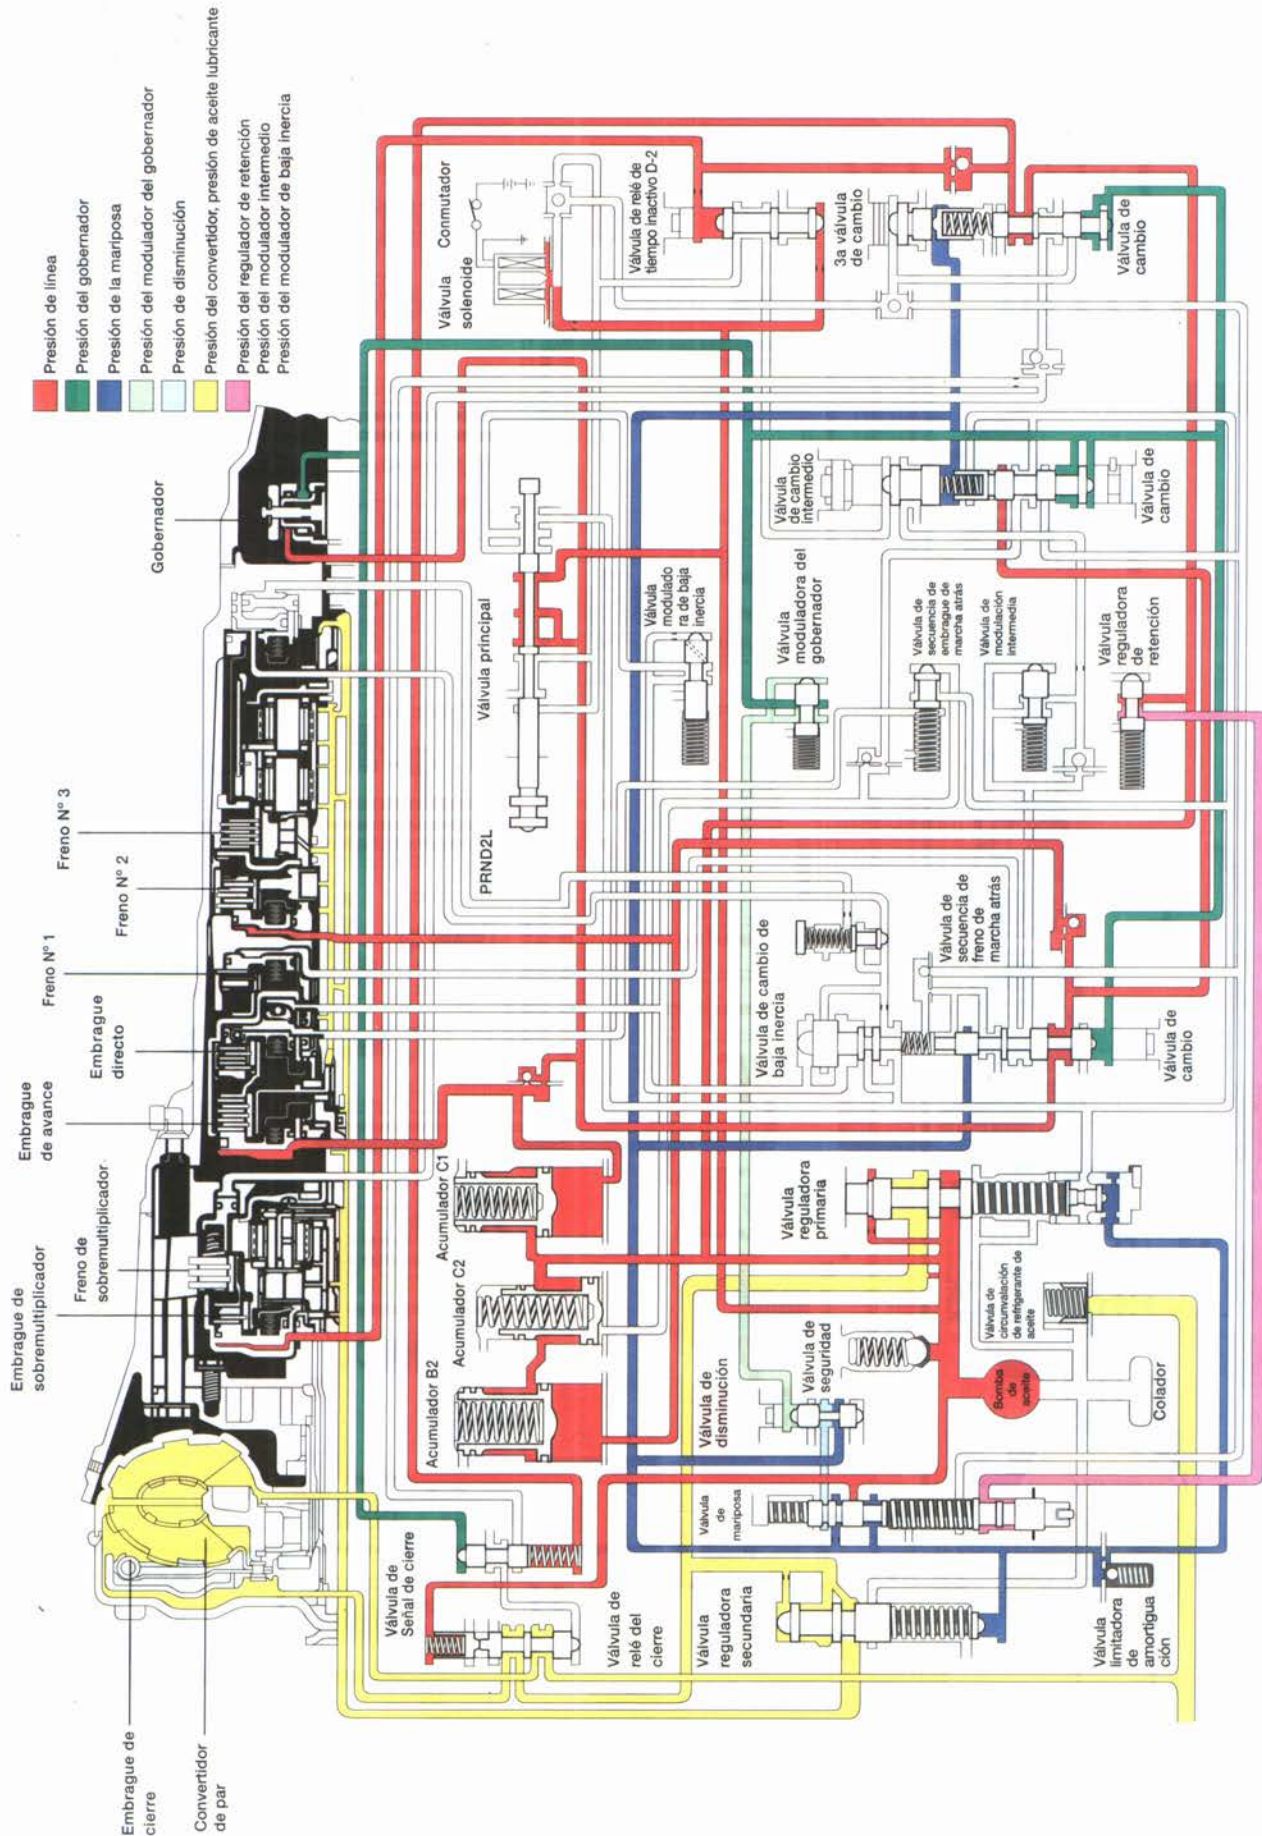 Presión de línea
Presión del gobernador
Presión de la mariposa
Presión del modulador del gobernador
Presión de disminución
Presión del convertidor, presión de aceite lubricante
Presión del regulador de retención
Presión del modulador intermedio
Presión del modulador de baja inercia
Embrague de
cierre
Convertidor
de par
Embrague de
sobremultiplicador
Freno de
sobremultiplicador
Embrague
de avance
Embrague
directo
Freno Nº 1
Freno Nº 2
Freno Nº 3
Gobernador
Válvula de
Señal de cierre
Válvula de
relé del
cierre
Acumulador B2
Acumulador C2
Acumulador C1
PRND2L
Válvula principal
Válvula
solenoide
Conmutador
Válvula de relé de
tiempo inactivo D-2
Válvula
reguladora
secundaria
Válvula
de
mariposa
Válvula de
disminución
Válvula de
seguridad
Válvula
reguladora
primaria
Válvula de cambio de
baja inercia
Válvula
modulado
ra de baja
inercia
Válvula
moduladora del
gobernador
Válvula
de cambio
intermedio
3a válvula
de cambio
Válvula
limitadora
de
amortigua
ción
Bomba
de
aceite
Colador
Válvula de
circunvalación
de refrigerante de
aceite
Válvula de
cambio
Válvula de
secuencia de
freno de
marcha atrás
Válvula de
secuencia de
embrague de
marcha atrás
Válvula de
modulación
intermedia
Válvula
reguladora
de
retención
Válvula de
cambio
Válvula de
cambio